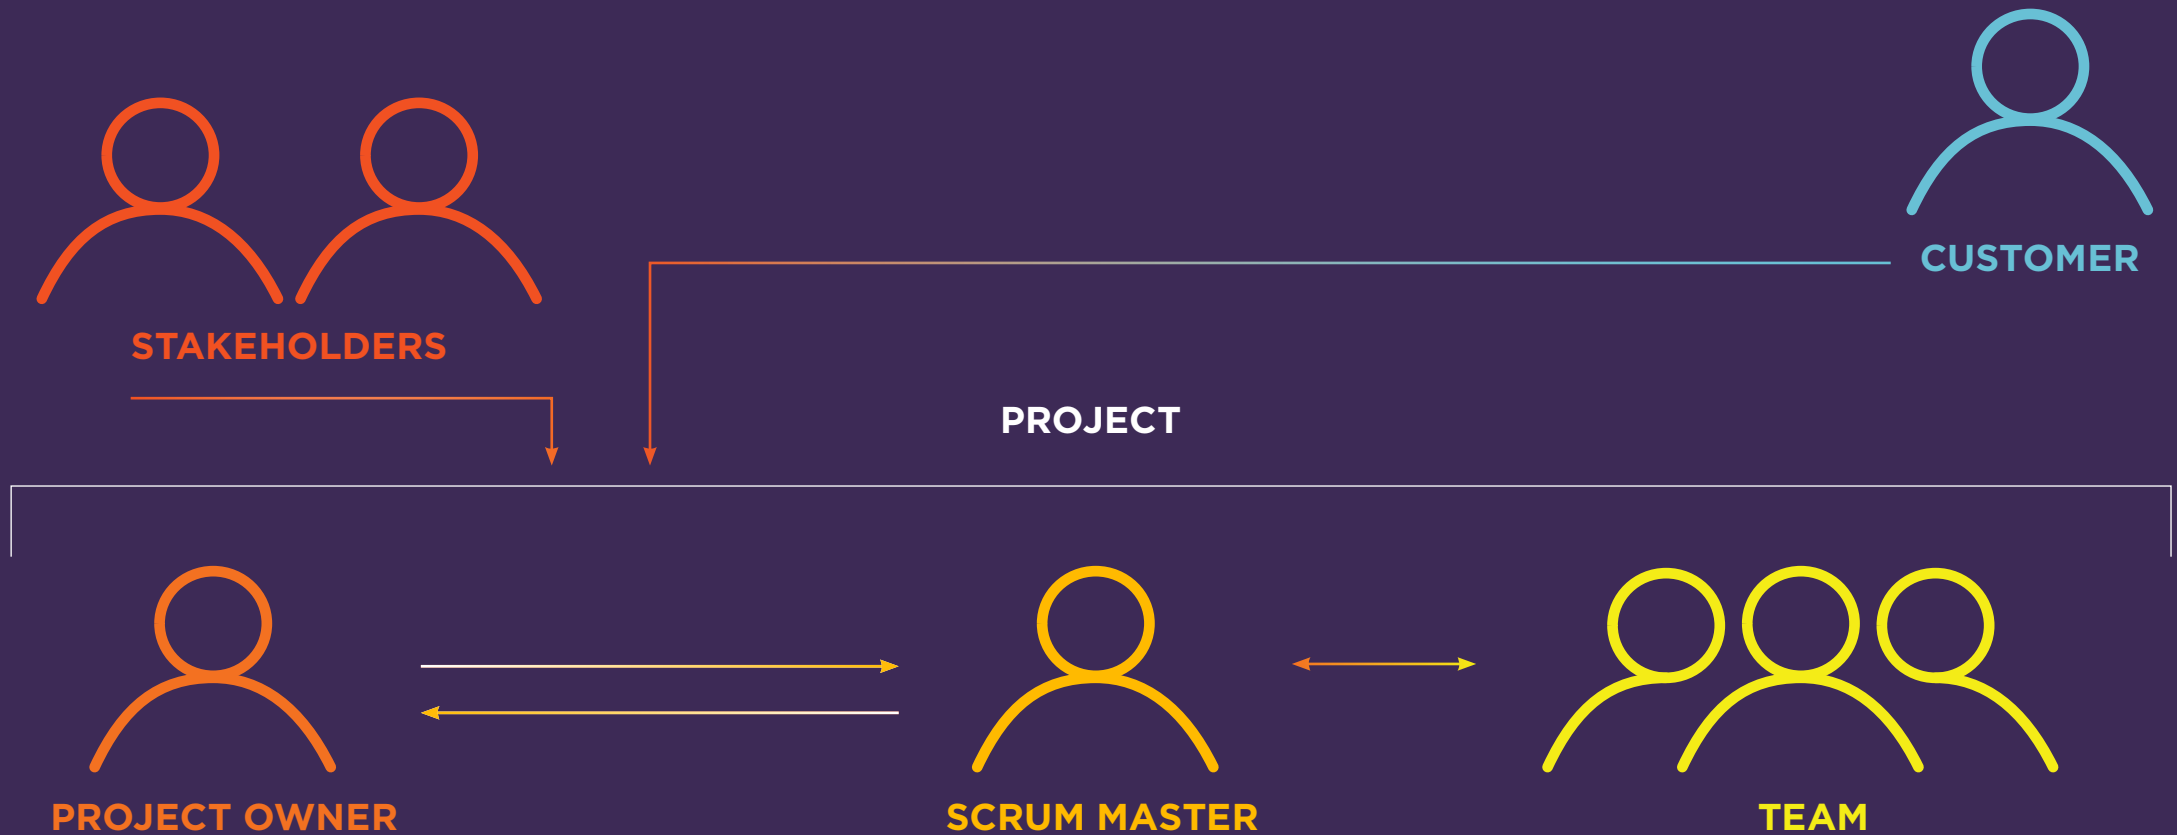 CUSTOMER
STAKEHOLDERS
PROJECT
PROJECT OWNER
SCRUM MASTER
TEAM